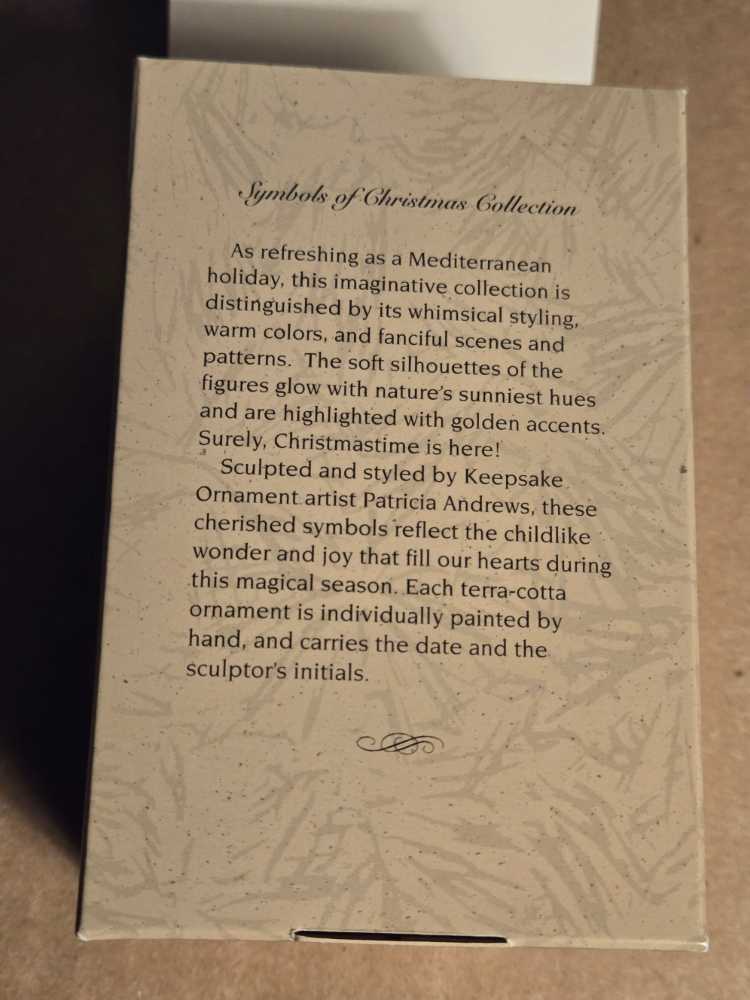 Symbols of Christmas Collection
As refreshing as a Mediterranean
holiday, this imaginative collection is
distinguished by its whimsical styling,
warm colors, and fanciful scenes and
patterns.  The soft silhouettes of the
figures glow with nature's sunniest hues
and are highlighted with golden accents.
Surely, Christmastime is here!
Sculpted and styled by Keepsake
Ornament artist Patricia Andrews, these
cherished symbols reflect the childlike
wonder and joy that fill our hearts during
this magical season. Each terra-cotta
ornament is individually painted by
hand, and carries the date and the
sculptor's initials.